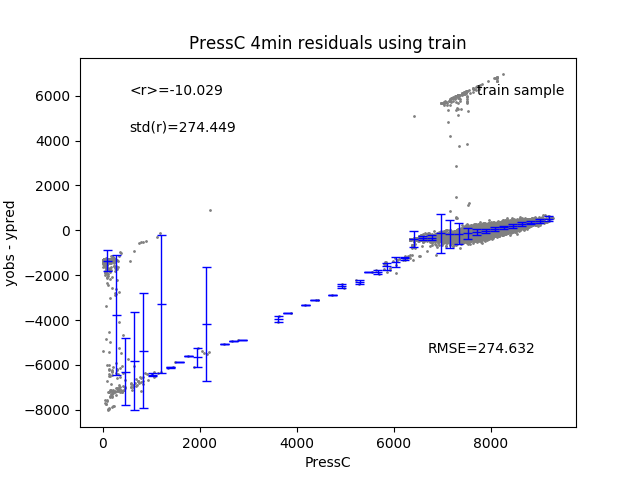 PressC 4min residuals using train
<r>=-10.029
train sample
std(r)=274.449
RMSE=274.632
yobs - ypred
6000
4000
2000
0
−2000
−4000
−6000
−8000
0 2000 4000 6000 8000
PressC